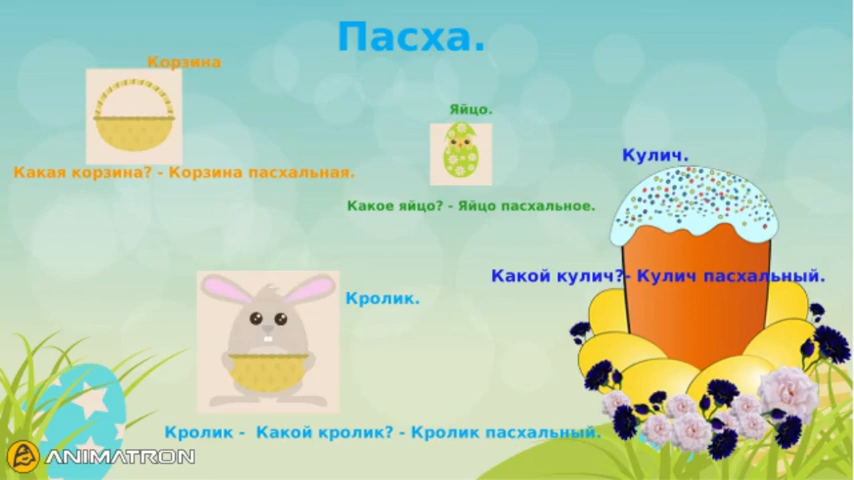 Пасха.
Корзина
Какая корзина? - Корзина пасхальная.
Яйцо.
Какое яйцо? - Яйцо пасхальное.
Кулич.
Какой кулич?- Кулич пасхальный.
Кролик.
Кролик -  Какой кролик? - Кролик пасхальный.
ANIMATRON